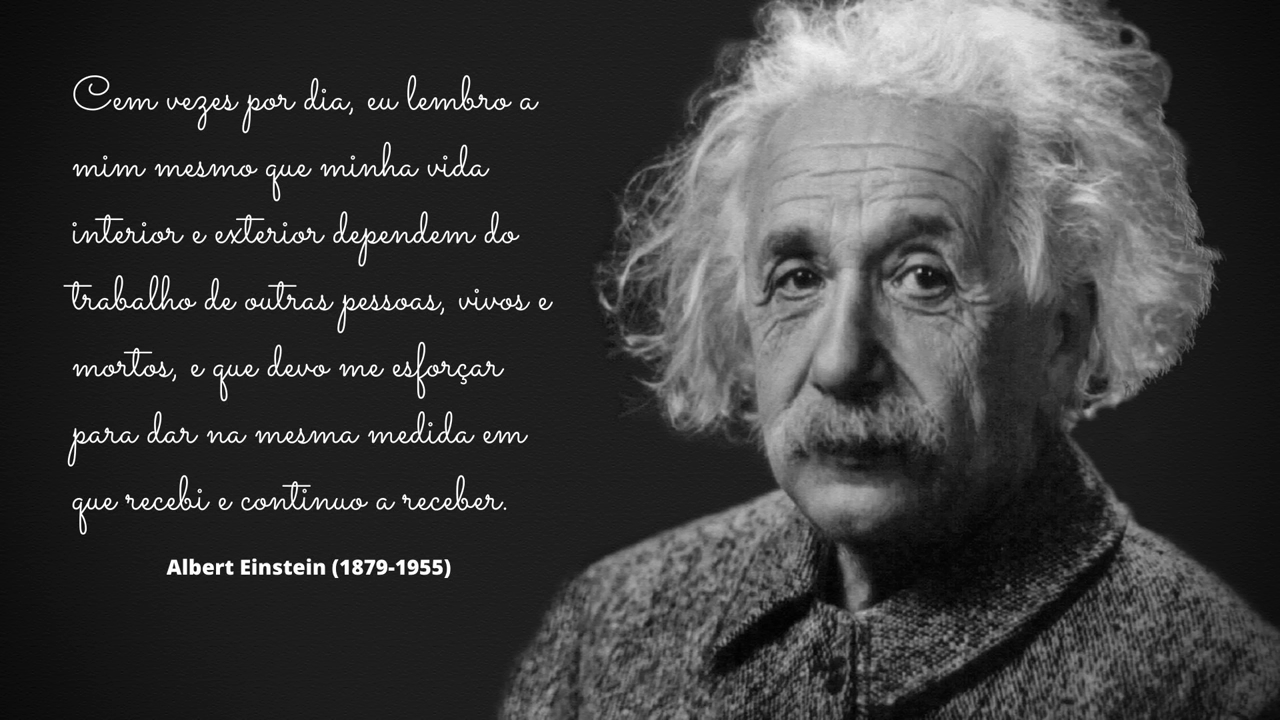 Cem vezes por dia, eu lembro a
mim mesmo que minha vida
interior e exterior dependem do
trabalho de outras pessoas, vivos e
mortos, e que devo me esforçar
para dar na mesma medida em
que recebi e continuo a receber.
Albert Einstein (1879-1955)